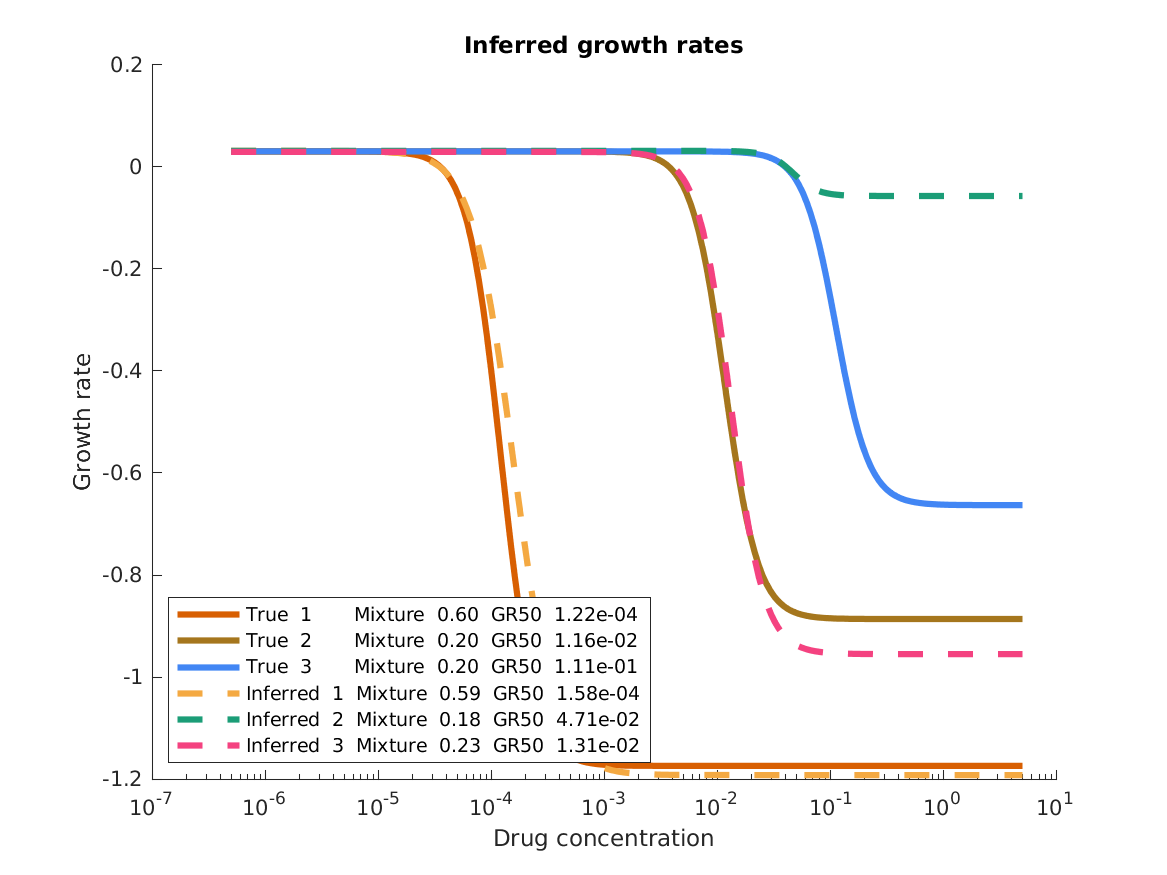 Inferred growth rates
0.2
0
-0.2
-0.4
-0.6
-0.8
-1
-1.2
Growth rate
True 1 Mixture 0.60 GR50 1.22e-04
True 2 Mixture 0.20 GR50 1.16e-02
True 3 Mixture 0.20 GR50 1.11e-01
Inferred 1 Mixture 0.59 GR50 1.58e-04
Inferred 2 Mixture 0.18 GR50 4.71e-02
Inferred 3 Mixture 0.23 GR50 1.31e-02
10⁻⁷ 10⁻⁶ 10⁻⁵ 10⁻⁴ 10⁻³ 10⁻² 10⁻¹ 10⁰ 10¹
Drug concentration